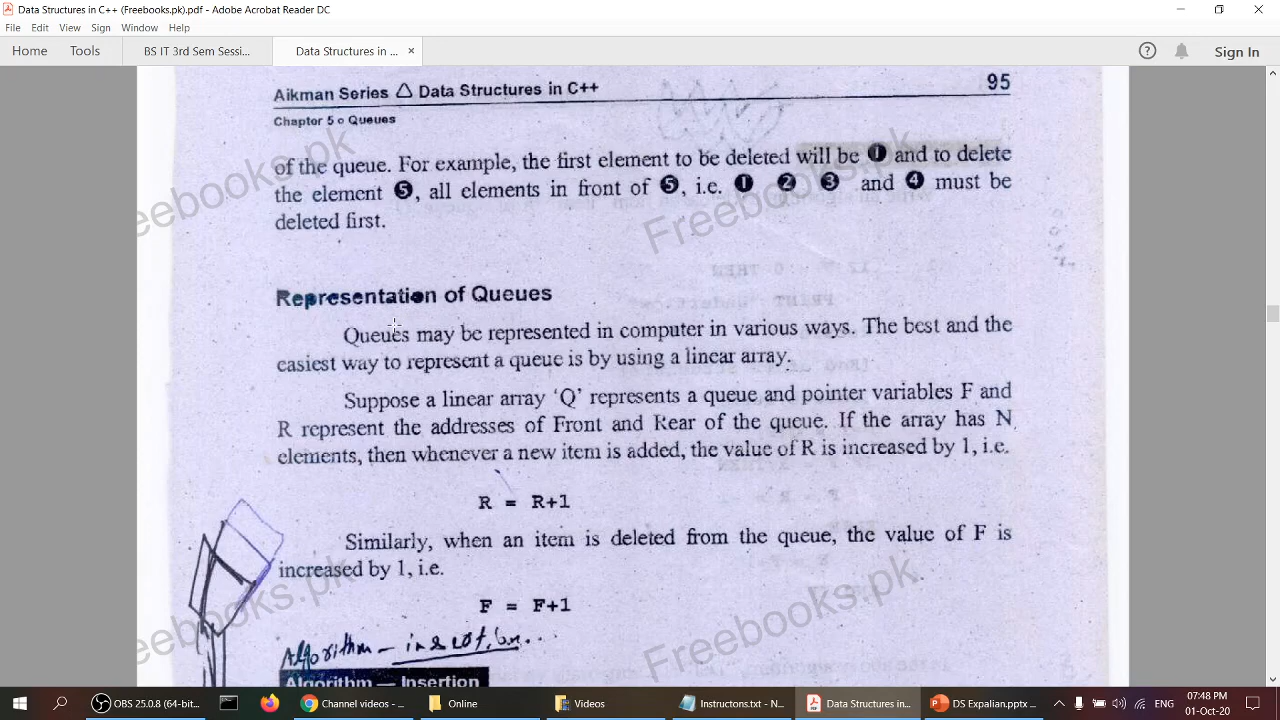 Data Structures in C++ (Freebooks.pk).pdf - Adobe Acrobat Reader DC
File Edit View Sign Window Help
Home Tools BS IT 3rd Sem Sessi... Data Structures in ... × Sign In
Aikman Series △ Data Structures in C++ 95
Chapter 5 o Queues
of the queue. For example, the first element to be deleted will be ❶ and to delete
the element ❺, all elements in front of ❺, i.e. ❶ ❷ ❸ and ❹ must be
deleted first.
Freebooks.pk
Representation of Queues
Queues may be represented in computer in various ways. The best and the
easiest way to represent a queue is by using a linear array.
Suppose a linear array ‘Q’ represents a queue and pointer variables F and
R represent the addresses of Front and Rear of the queue. If the array has N
elements, then whenever a new item is added, the value of R is increased by 1, i.e.
R = R+1
Similarly, when an item is deleted from the queue, the value of F is
increased by 1, i.e.
F = F+1
Freebooks.pk
Algorithm - insertion...
Algorithm — Insertion
OBS 25.0.8 (64-bit... Channel videos - ... Online Videos Instructons.txt - N... Data Structures in... DS Expalian.pptx ... 07:48 PM
01-Oct-20